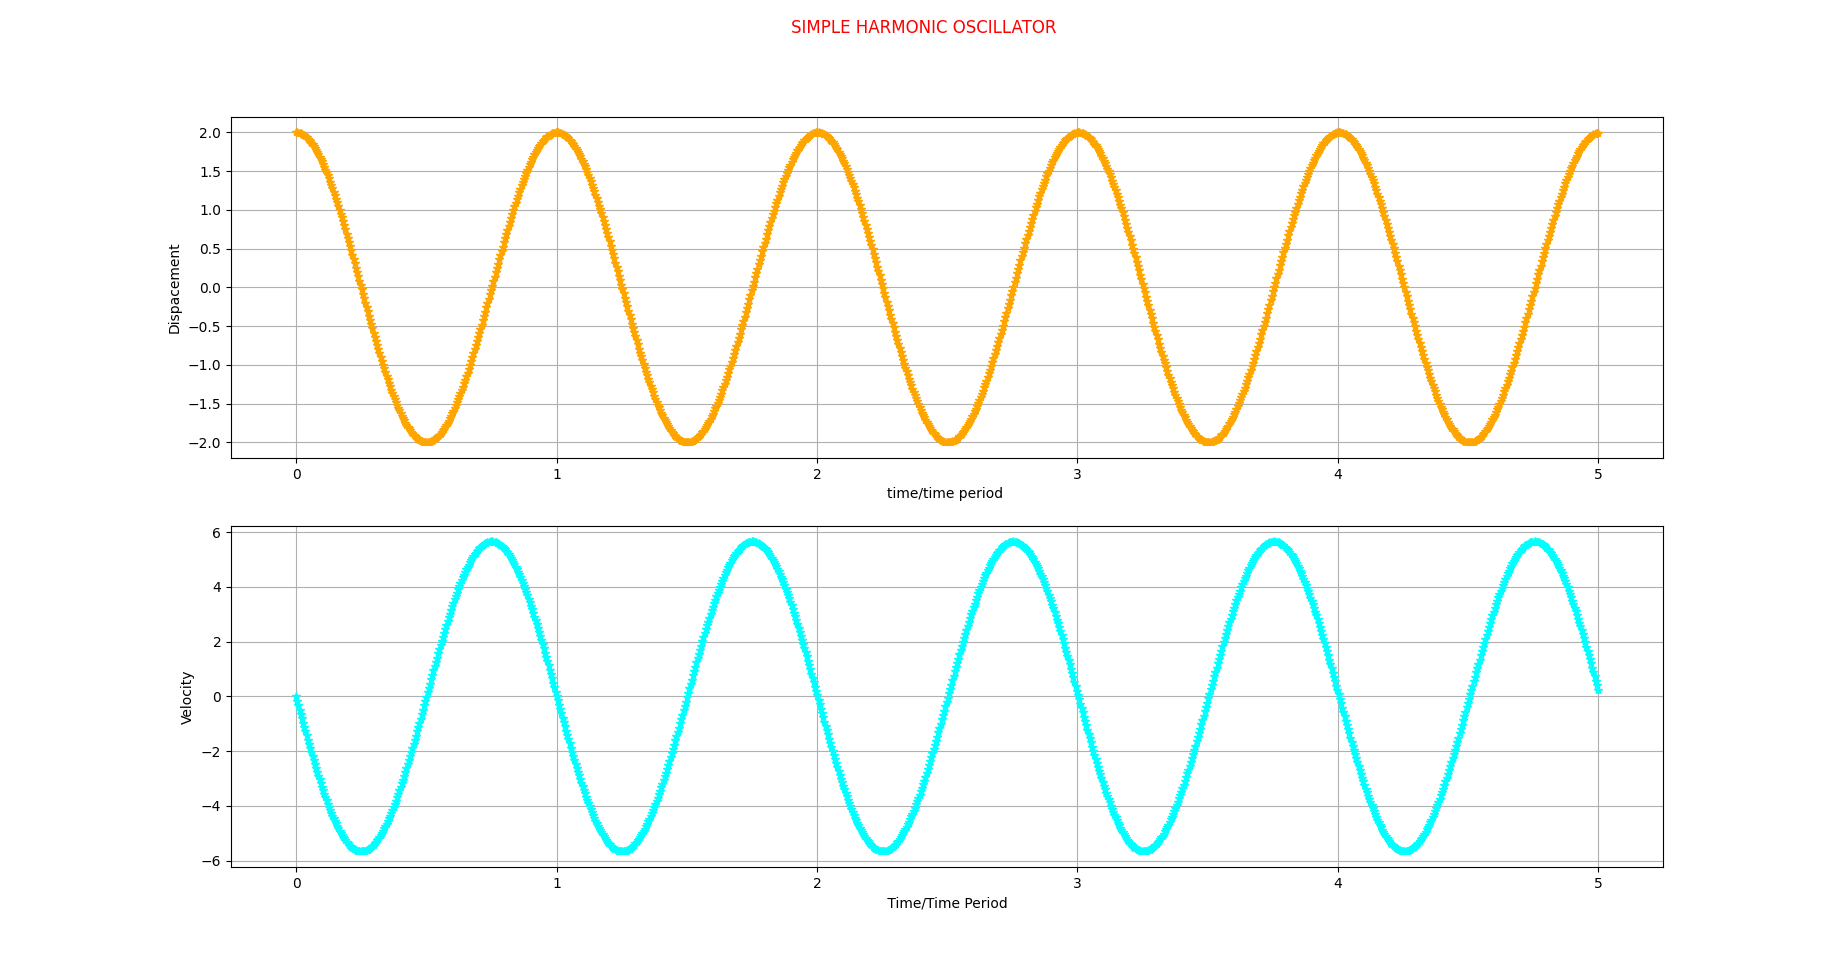 SIMPLE HARMONIC OSCILLATOR
2.0
1.5
1.0
0.5
0.0
−0.5
−1.0
−1.5
−2.0
Dispacement
0 1 2 3 4 5
time/time period
6
4
2
0
−2
−4
−6
Velocity
0 1 2 3 4 5
Time/Time Period